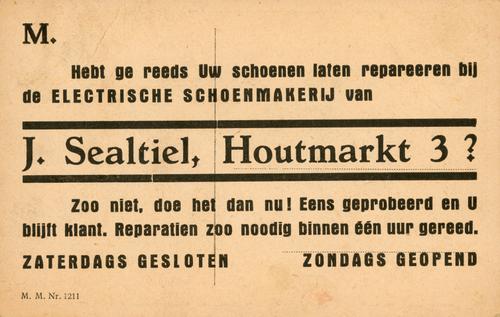 M.
Hebt ge reeds Uw schoenen laten repareeren bij
de ELECTRISCHE SCHOENMAKERIJ van
J. Sealtiel, Houtmarkt 3 ?
Zoo niet, doe het dan nu! Eens geprobeerd en U
blijft klant. Reparatien zoo noodig binnen één uur gereed.
ZATERDAGS GESLOTEN ZONDAGS GEOPEND
M. M. Nr. 1211